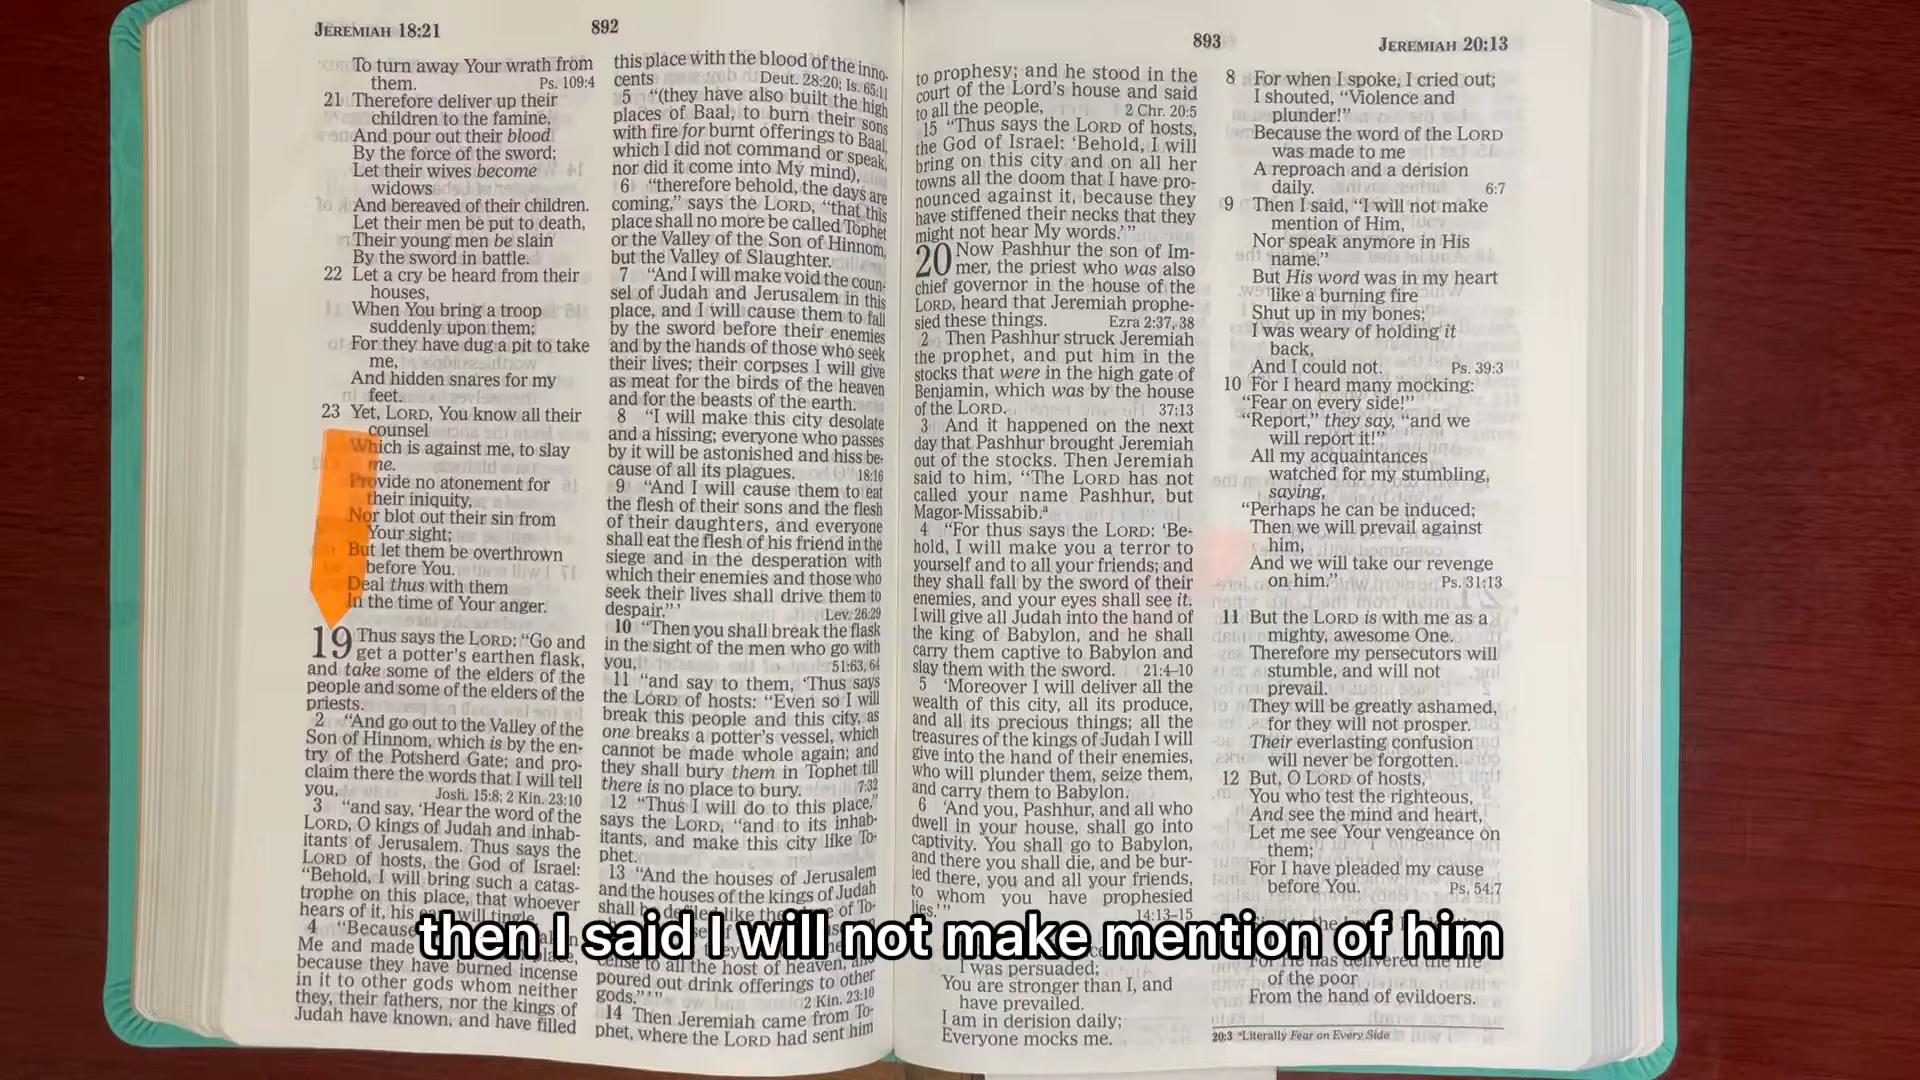 JEREMIAH 18:21
892
To turn away Your wrath from
them. Ps. 109:4
21 Therefore deliver up their
children to the famine,
And pour out their blood
By the force of the sword;
Let their wives become
widows
And bereaved of their children.
Let their men be put to death,
Their young men be slain
By the sword in battle.
22 Let a cry be heard from their
houses,
When You bring a troop
suddenly upon them;
For they have dug a pit to take
me,
And hidden snares for my
feet.
23 Yet, LORD, You know all their
counsel
Which is against me, to slay
me.
Provide no atonement for
their iniquity,
Nor blot out their sin from
Your sight;
But let them be overthrown
before You.
Deal thus with them
In the time of Your anger.
19 Thus says the LORD: “Go and
get a potter’s earthen flask,
and take some of the elders of the
people and some of the elders of the
priests.
2 “And go out to the Valley of the
Son of Hinnom, which is by the en-
try of the Potsherd Gate; and pro-
claim there the words that I will tell
you, Josh. 15:8; 2 Kin. 23:10
3 “and say, ‘Hear the word of the
LORD, O kings of Judah and inhab-
itants of Jerusalem. Thus says the
LORD of hosts, the God of Israel:
“Behold, I will bring such a catas-
trophe on this place, that whoever
hears of it, his ears will tingle.
4 “Because
Me and made place,
because they have burned incense
in it to other gods whom neither
they, their fathers, nor the kings of
Judah have known, and have filled
this place with the blood of the inno-
cents Deut. 28:20; Is. 65:11
5 “(they have also built the high
places of Baal, to burn their sons
with fire for burnt offerings to Baal,
which I did not command or speak,
nor did it come into My mind),
6 “therefore behold, the days are
coming,” says the LORD, “that this
place shall no more be called Tophet
or the Valley of the Son of Hinnom,
but the Valley of Slaughter.
7 “And I will make void the coun-
sel of Judah and Jerusalem in this
place, and I will cause them to fall
by the sword before their enemies
and by the hands of those who seek
their lives; their corpses I will give
as meat for the birds of the heaven
and for the beasts of the earth.
8 “I will make this city desolate
and a hissing; everyone who passes
by it will be astonished and hiss be-
cause of all its plagues. 18:16
9 “And I will cause them to eat
the flesh of their sons and the flesh
of their daughters, and everyone
shall eat the flesh of his friend in the
siege and in the desperation with
which their enemies and those who
seek their lives shall drive them to
despair.”’ Lev. 26:29
10 “Then you shall break the flask
in the sight of the men who go with
you, 51:63, 64
11 “and say to them, ‘Thus says
the LORD of hosts: “Even so I will
break this people and this city, as
one breaks a potter’s vessel, which
cannot be made whole again; and
they shall bury them in Tophet till
there is no place to bury. 7:32
12 “Thus I will do to this place,”
says the LORD, “and to its inhab-
itants, and make this city like To-
phet.
13 “And the houses of Jerusalem
and the houses of the kings of Judah
shall be defiled like the place of To-
cense to all the host of heaven, and
poured out drink offerings to other
gods.”’” 2 Kin. 23:10
14 Then Jeremiah came from To-
phet, where the LORD had sent him
893
JEREMIAH 20:13
to prophesy; and he stood in the
court of the Lord’s house and said
to all the people, 2 Chr. 20:5
15 “Thus says the LORD of hosts,
the God of Israel: ‘Behold, I will
bring on this city and on all her
towns all the doom that I have pro-
nounced against it, because they
have stiffened their necks that they
might not hear My words.’”
20 Now Pashhur the son of Im-
mer, the priest who was also
chief governor in the house of the
LORD, heard that Jeremiah prophe-
sied these things. Ezra 2:37, 38
2 Then Pashhur struck Jeremiah
the prophet, and put him in the
stocks that were in the high gate of
Benjamin, which was by the house
of the LORD. 37:13
3 And it happened on the next
day that Pashhur brought Jeremiah
out of the stocks. Then Jeremiah
said to him, “The LORD has not
called your name Pashhur, but
Magor-Missabib.a
4 “For thus says the LORD: ‘Be-
hold, I will make you a terror to
yourself and to all your friends; and
they shall fall by the sword of their
enemies, and your eyes shall see it.
I will give all Judah into the hand of
the king of Babylon, and he shall
carry them captive to Babylon and
slay them with the sword. 21:4–10
5 ‘Moreover I will deliver all the
wealth of this city, all its produce,
and all its precious things; all the
treasures of the kings of Judah I will
give into the hand of their enemies,
who will plunder them, seize them,
and carry them to Babylon.
6 ‘And you, Pashhur, and all who
dwell in your house, shall go into
captivity. You shall go to Babylon,
and there you shall die, and be bur-
ied there, you and all your friends,
to whom you have prophesied
lies.’” 14:13–15
I was persuaded;
You are stronger than I, and
have prevailed.
I am in derision daily;
Everyone mocks me.
8 For when I spoke, I cried out;
I shouted, “Violence and
plunder!”
Because the word of the LORD
was made to me
A reproach and a derision
daily. 6:7
9 Then I said, “I will not make
mention of Him,
Nor speak anymore in His
name.”
But His word was in my heart
like a burning fire
Shut up in my bones;
I was weary of holding it
back,
And I could not. Ps. 39:3
10 For I heard many mocking:
“Fear on every side!”
“Report,” they say, “and we
will report it!”
All my acquaintances
watched for my stumbling,
saying,
“Perhaps he can be induced;
Then we will prevail against
him,
And we will take our revenge
on him.” Ps. 31:13
11 But the LORD is with me as a
mighty, awesome One.
Therefore my persecutors will
stumble, and will not
prevail.
They will be greatly ashamed,
for they will not prosper.
Their everlasting confusion
will never be forgotten.
12 But, O LORD of hosts,
You who test the righteous,
And see the mind and heart,
Let me see Your vengeance on
them;
For I have pleaded my cause
before You. Ps. 54:7
For He has delivered the life
of the poor
From the hand of evildoers.
20:3 aLiterally Fear on Every Side
then I said I will not make mention of him